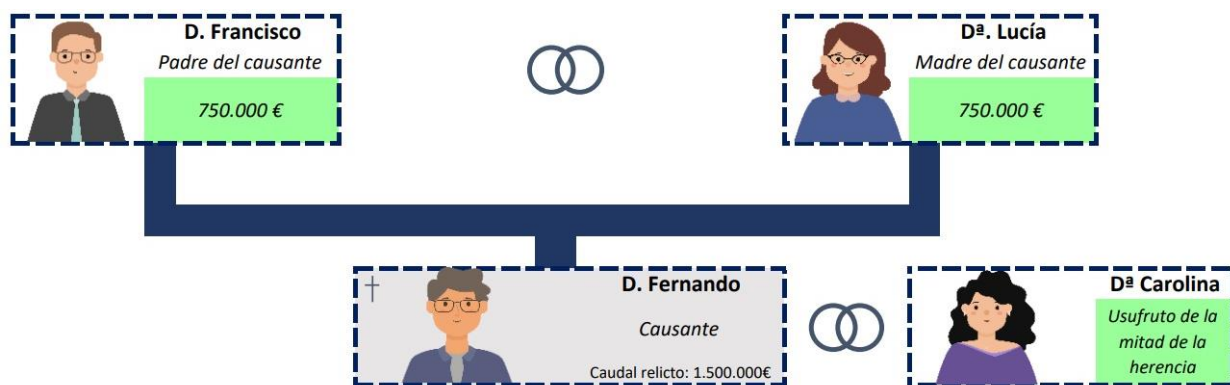 D. Francisco
Padre del causante
750.000 €
Dª. Lucía
Madre del causante
750.000 €
D. Fernando
Causante
Caudal relicto: 1.500.000€
Dª Carolina
Usufruto de la
mitad de la
herencia